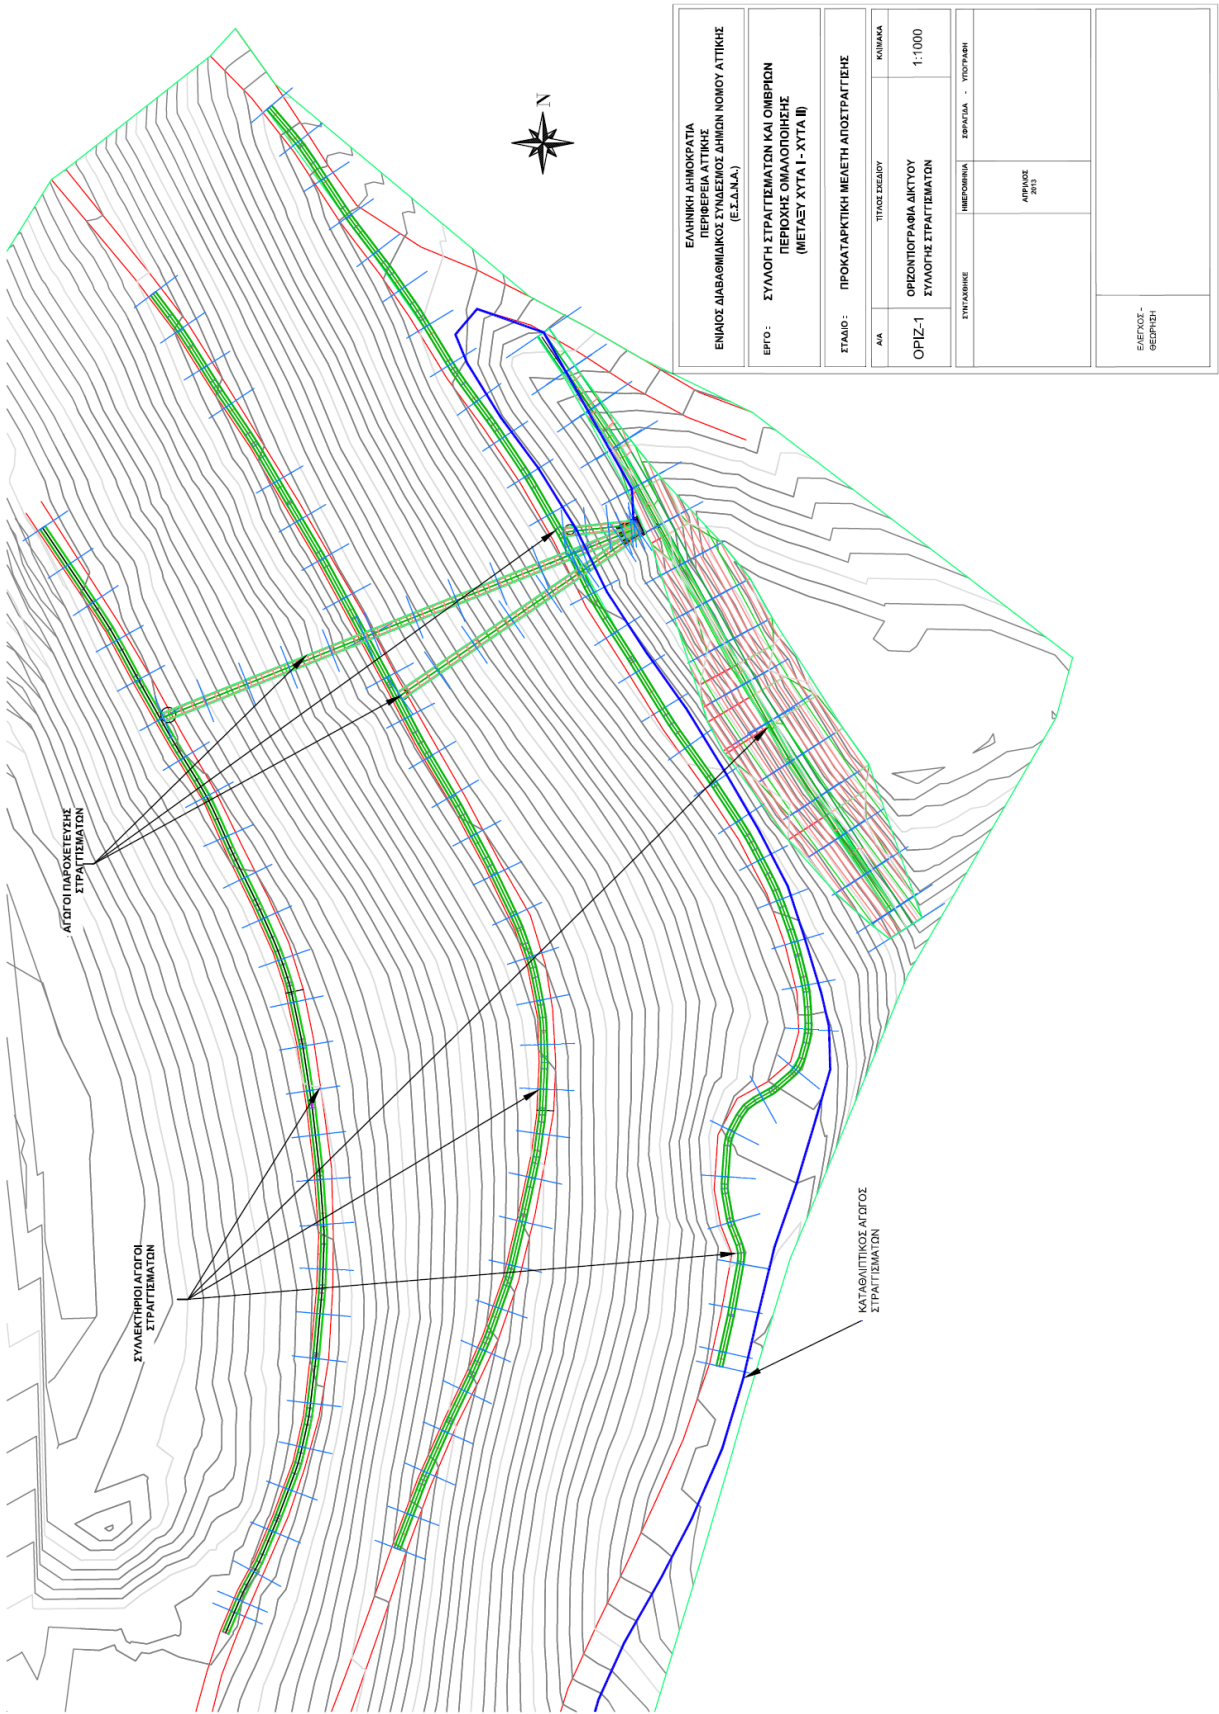 ΕΛΛΗΝΙΚΗ ΔΗΜΟΚΡΑΤΙΑ
ΠΕΡΙΦΕΡΕΙΑ ΑΤΤΙΚΗΣ
ΕΝΙΑΙΟΣ ΔΙΑΒΑΘΜΙΔΙΚΟΣ ΣΥΝΔΕΣΜΟΣ ΔΗΜΩΝ ΝΟΜΟΥ ΑΤΤΙΚΗΣ
(Ε.Σ.Δ.Ν.Α.)
ΕΡΓΟ : ΣΥΛΛΟΓΗ ΣΤΡΑΓΓΙΣΜΑΤΩΝ ΚΑΙ ΟΜΒΡΙΩΝ
ΠΕΡΙΟΧΗΣ ΟΜΑΛΟΠΟΙΗΣΗΣ
(ΜΕΤΑΞΥ ΧΥΤΑ I - ΧΥΤΑ II)
ΣΤΑΔΙΟ : ΠΡΟΚΑΤΑΡΚΤΙΚΗ ΜΕΛΕΤΗ ΑΠΟΣΤΡΑΓΓΙΣΗΣ
Α/Α ΤΙΤΛΟΣ ΣΧΕΔΙΟΥ ΚΛΙΜΑΚΑ
ΟΡΙΖ-1 ΟΡΙΖΟΝΤΙΟΓΡΑΦΙΑ ΔΙΚΤΥΟΥ 1:1000
ΣΥΛΛΟΓΗΣ ΣΤΡΑΓΓΙΣΜΑΤΩΝ
ΣΥΝΤΑΧΘΗΚΕ ΗΜΕΡΟΜΗΝΙΑ ΣΦΡΑΓΙΔΑ - ΥΠΟΓΡΑΦΗ
ΑΠΡΙΛΙΟΣ
2013
ΕΛΕΓΧΟΣ -
ΘΕΩΡΗΣΗ
N
ΑΓΩΓΟΙ ΠΑΡΟΧΕΤΕΥΣΗΣ
ΣΤΡΑΓΓΙΣΜΑΤΩΝ
ΣΥΛΛΕΚΤΗΡΙΟΙ ΑΓΩΓΟΙ
ΣΤΡΑΓΓΙΣΜΑΤΩΝ
ΚΑΤΑΘΛΙΠΤΙΚΟΣ ΑΓΩΓΟΣ
ΣΤΡΑΓΓΙΣΜΑΤΩΝ